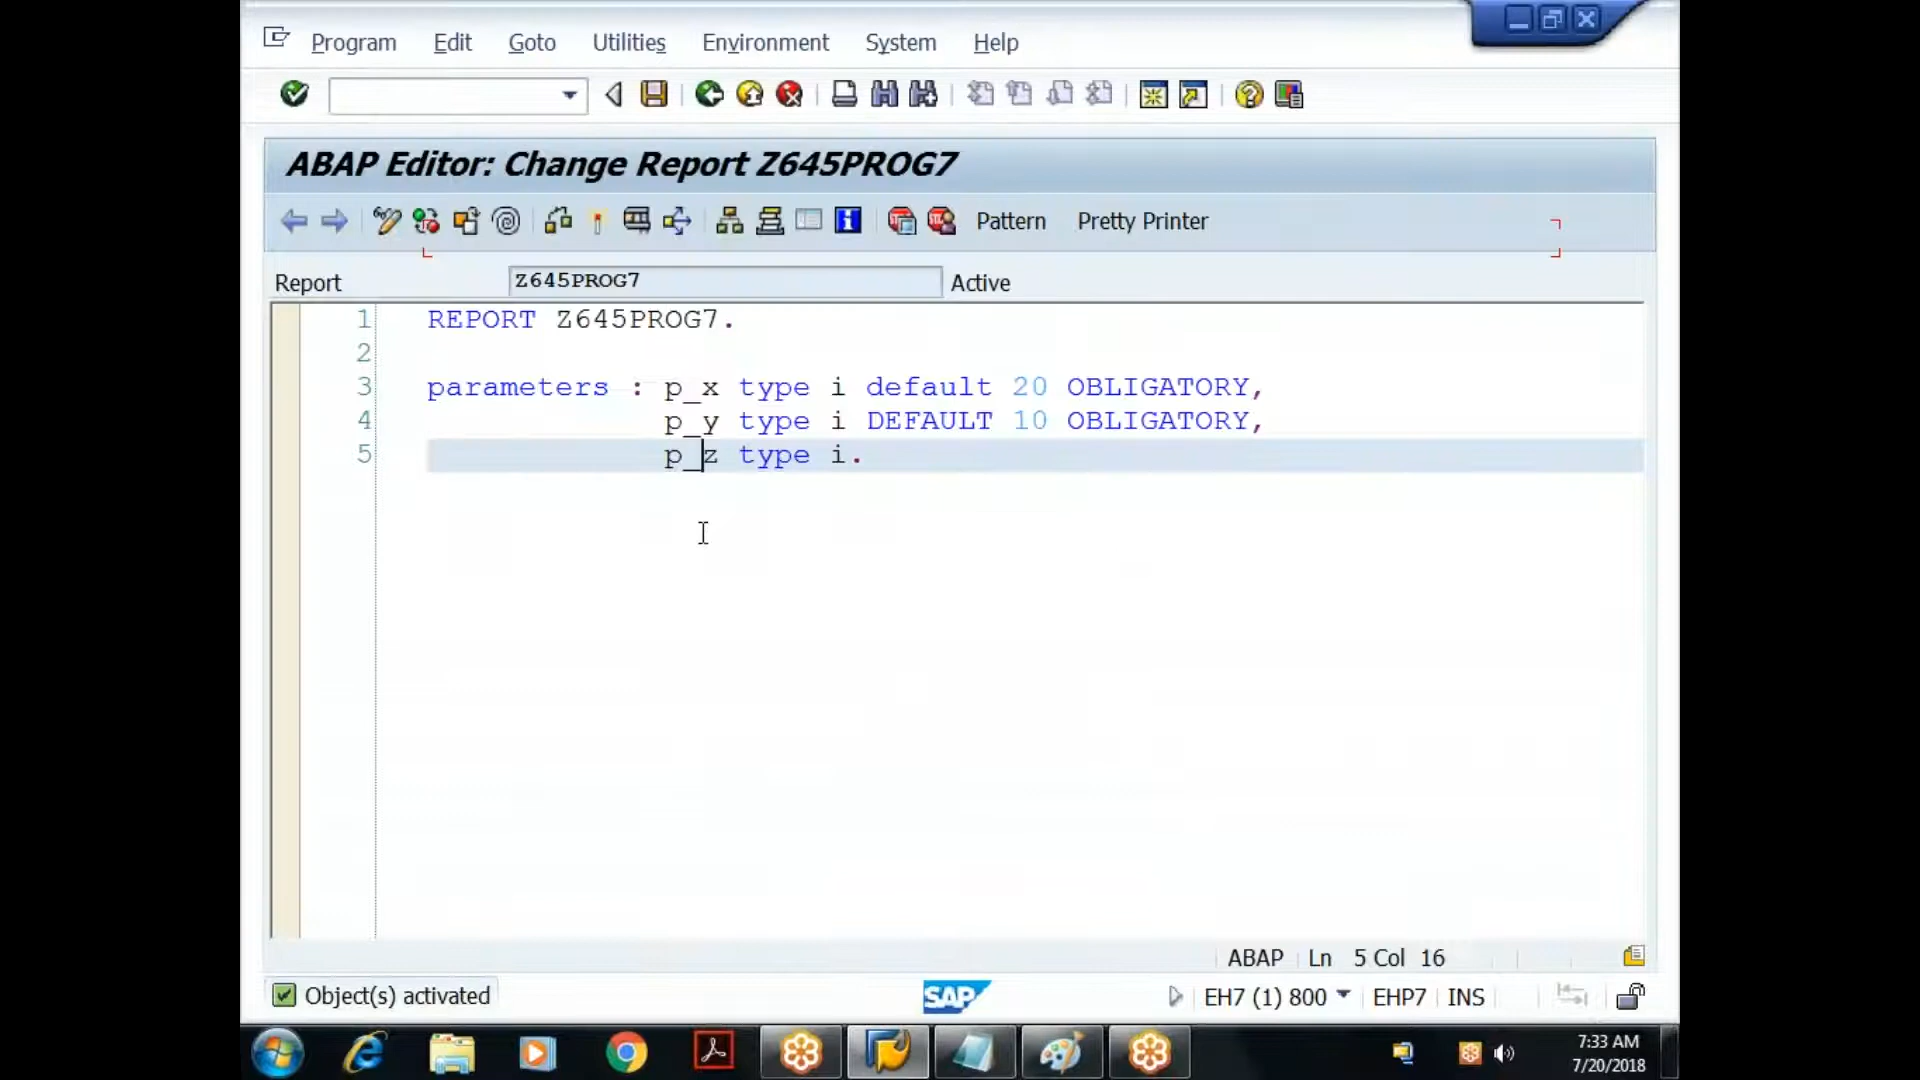 Program Edit Goto Utilities Environment System Help
ABAP Editor: Change Report Z645PROG7
Pattern Pretty Printer
Report Z645PROG7 Active
1 REPORT Z645PROG7.
2
3 parameters : p_x type i default 20 OBLIGATORY,
4 p_y type i DEFAULT 10 OBLIGATORY,
5 p_z type i.
ABAP Ln 5 Col 16
Object(s) activated SAP EH7 (1) 800 EHP7 INS
7:33 AM
7/20/2018